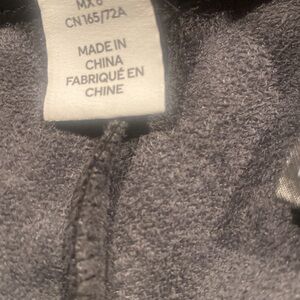 MX 6
CN 165/72A
MADE IN
CHINA
FABRIQUÉ EN
CHINE